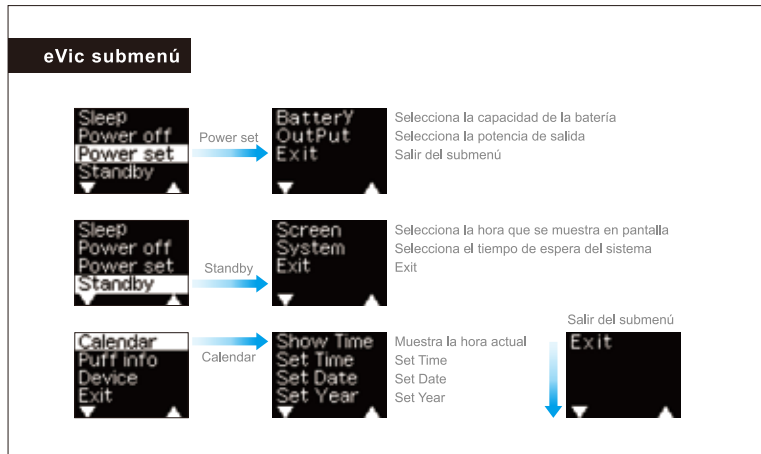 eVic submenú
Sleep
Power off
Power set
Standby
Power set
BatterY
OutPut
Exit
Selecciona la capacidad de la batería
Selecciona la potencia de salida
Salir del submenú
Sleep
Power off
Power set
Standby
Standby
Screen
System
Exit
Selecciona la hora que se muestra en pantalla
Selecciona el tiempo de espera del sistema
Exit
Calendar
Puff info
Device
Exit
Calendar
Show Time
Set Time
Set Date
Set Year
Muestra la hora actual
Set Time
Set Date
Set Year
Salir del submenú
Exit